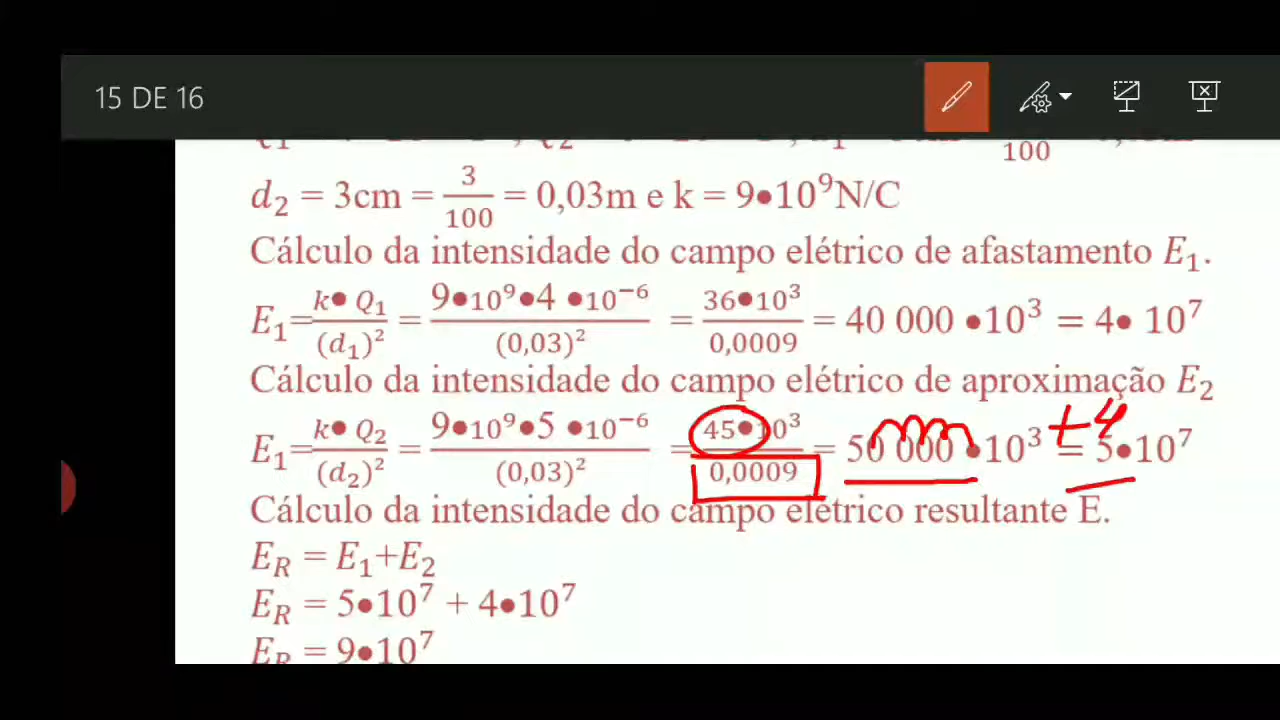 15 DE 16
100
d₂ = 3cm = 3/100 = 0,03m e k = 9•10⁹N/C
Cálculo da intensidade do campo elétrico de afastamento E₁.
E₁= k• Q₁/(d₁)² = 9•10⁹•4 •10⁻⁶/(0,03)² = 36•10³/0,0009 = 40 000 •10³ = 4• 10⁷
Cálculo da intensidade do campo elétrico de aproximação E₂
+4
E₁= k• Q₂/(d₂)² = 9•10⁹•5 •10⁻⁶/(0,03)² = 45•10³/0,0009 = 50 000 •10³ = 5•10⁷
Cálculo da intensidade do campo elétrico resultante E.
E_R = E₁+E₂
E_R = 5•10⁷ + 4•10⁷
E_R = 9•10⁷